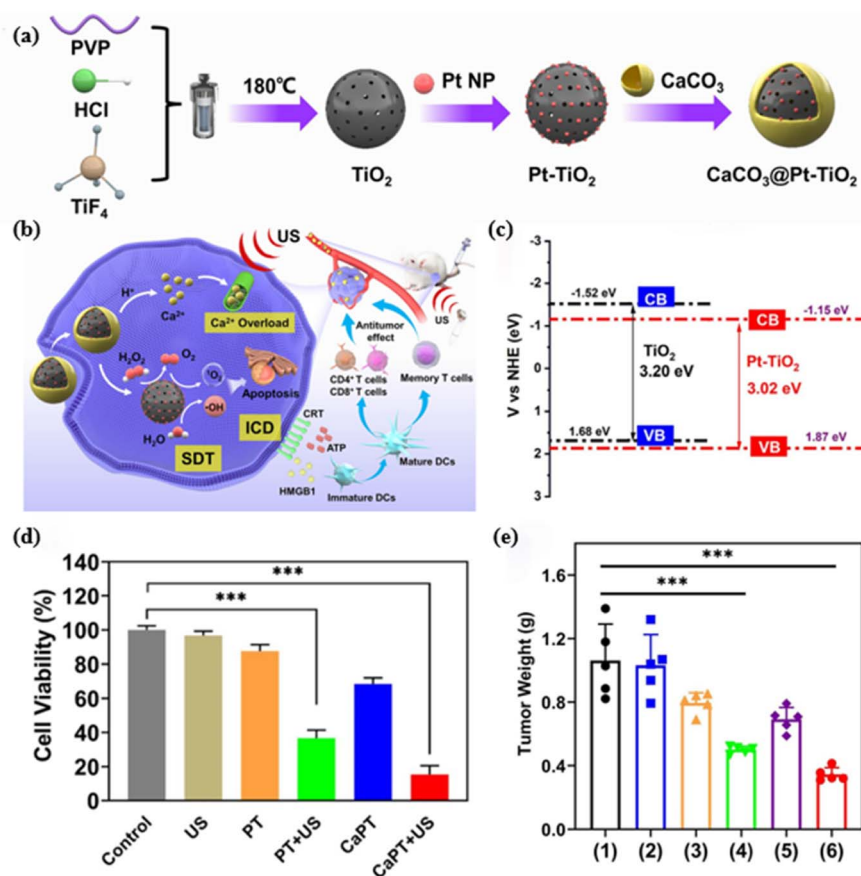 (a)
PVP
HCl
TiF₄
180℃
TiO₂
Pt NP
Pt-TiO₂
CaCO₃
CaCO₃@Pt-TiO₂
(b)
US
H⁺
Ca²⁺
Ca²⁺ Overload
H₂O₂
O₂
¹O₂
Apoptosis
·OH
H₂O
SDT
ICD
CRT
ATP
HMGB1
Immature DCs
Mature DCs
Antitumor
effect
CD4⁺ T cells
CD8⁺ T cells
Memory T cells
US
(c)
V vs NHE (eV)
-3
-2
-1
0
1
2
3
-1.52 eV
CB
TiO₂
3.20 eV
1.68 eV
VB
CB
-1.15 eV
Pt-TiO₂
3.02 eV
1.87 eV
VB
(d)
Cell Viability (%)
140
120
100
80
60
40
20
0
***
***
Control
US
PT
PT+US
CaPT
CaPT+US
(e)
Tumor Weight (g)
1.6
1.2
0.8
0.4
0.0
***
***
(1)
(2)
(3)
(4)
(5)
(6)